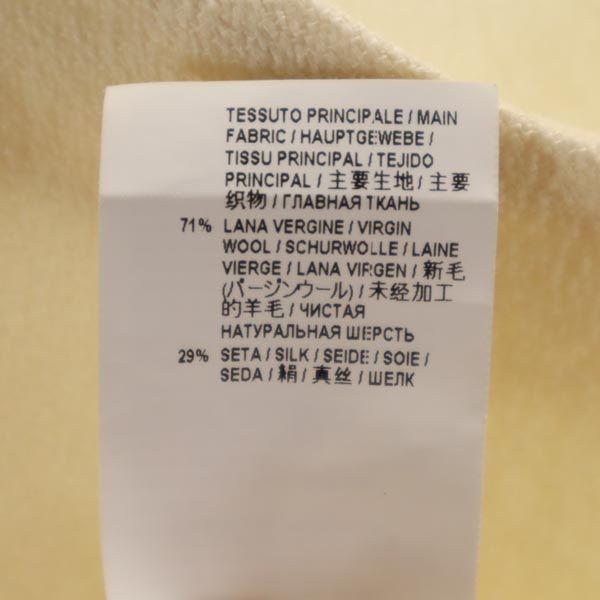 TESSUTO PRINCIPALE / MAIN
FABRIC / HAUPTGEWEBE /
TISSU PRINCIPAL / TEJIDO
PRINCIPAL / 主要生地 / 主要
织物 / ГЛАВНАЯ ТКАНЬ
71% LANA VERGINE / VIRGIN
WOOL / SCHURWOLLE / LAINE
VIERGE / LANA VIRGEN / 新毛
(バージンウール) / 未经加工
的羊毛 / ЧИСТАЯ
НАТУРАЛЬНАЯ ШЕРСТЬ
29% SETA / SILK / SEIDE / SOIE /
SEDA / 絹 / 真丝 / ШЕЛК